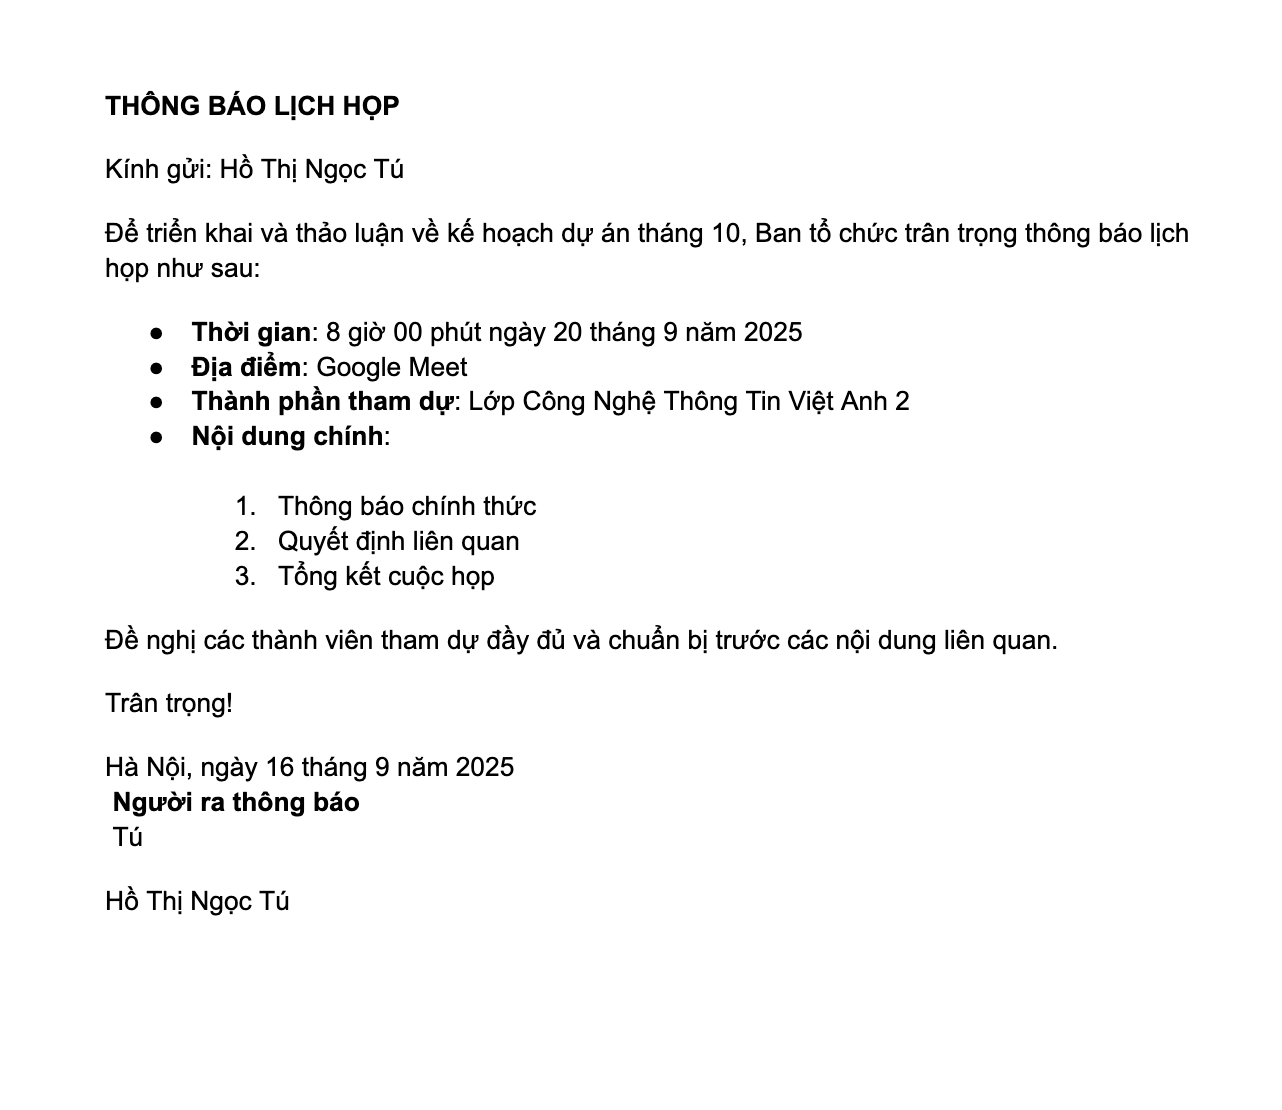 THÔNG BÁO LỊCH HỌP
Kính gửi: Hồ Thị Ngọc Tú
Để triển khai và thảo luận về kế hoạch dự án tháng 10, Ban tổ chức trân trọng thông báo lịch
họp như sau:
● Thời gian: 8 giờ 00 phút ngày 20 tháng 9 năm 2025
● Địa điểm: Google Meet
● Thành phần tham dự: Lớp Công Nghệ Thông Tin Việt Anh 2
● Nội dung chính:
1. Thông báo chính thức
2. Quyết định liên quan
3. Tổng kết cuộc họp
Đề nghị các thành viên tham dự đầy đủ và chuẩn bị trước các nội dung liên quan.
Trân trọng!
Hà Nội, ngày 16 tháng 9 năm 2025
Người ra thông báo
Tú
Hồ Thị Ngọc Tú